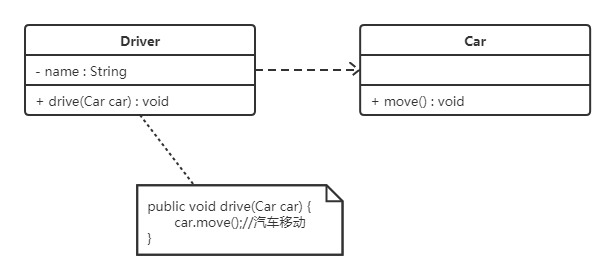 Driver
- name : String
+ drive(Car car) : void
Car
+ move() : void
public void drive(Car car) {
car.move();//汽车移动
}